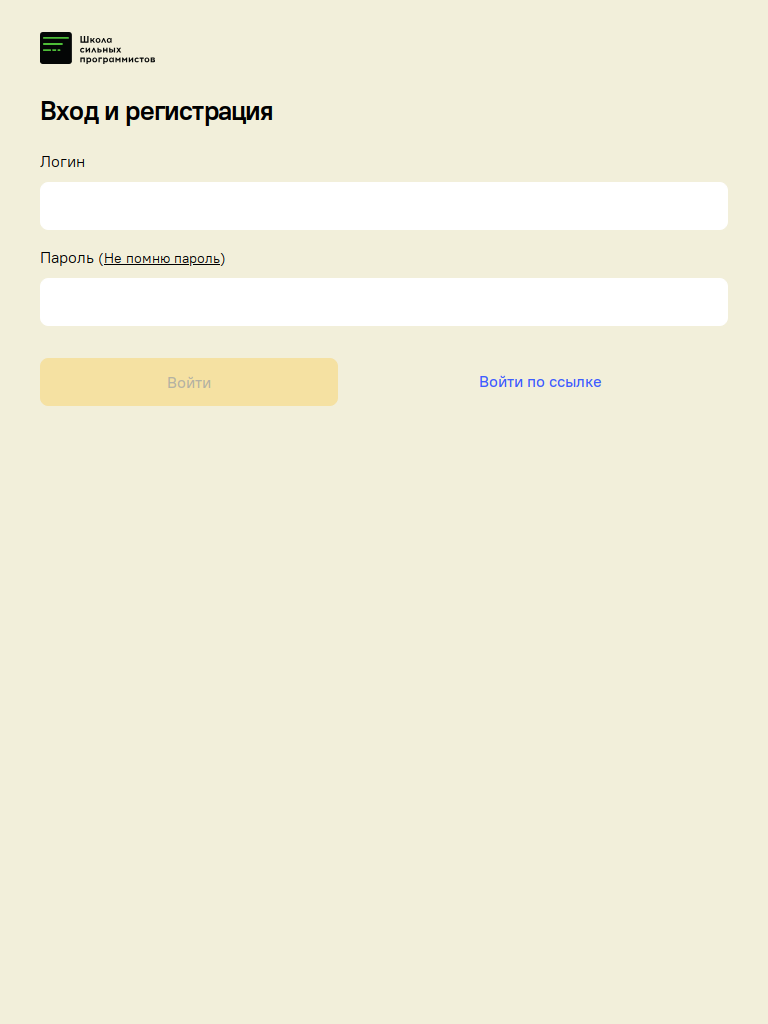 Школа
сильных
программистов
Вход и регистрация
Логин
Пароль (Не помню пароль)
Войти
Войти по ссылке